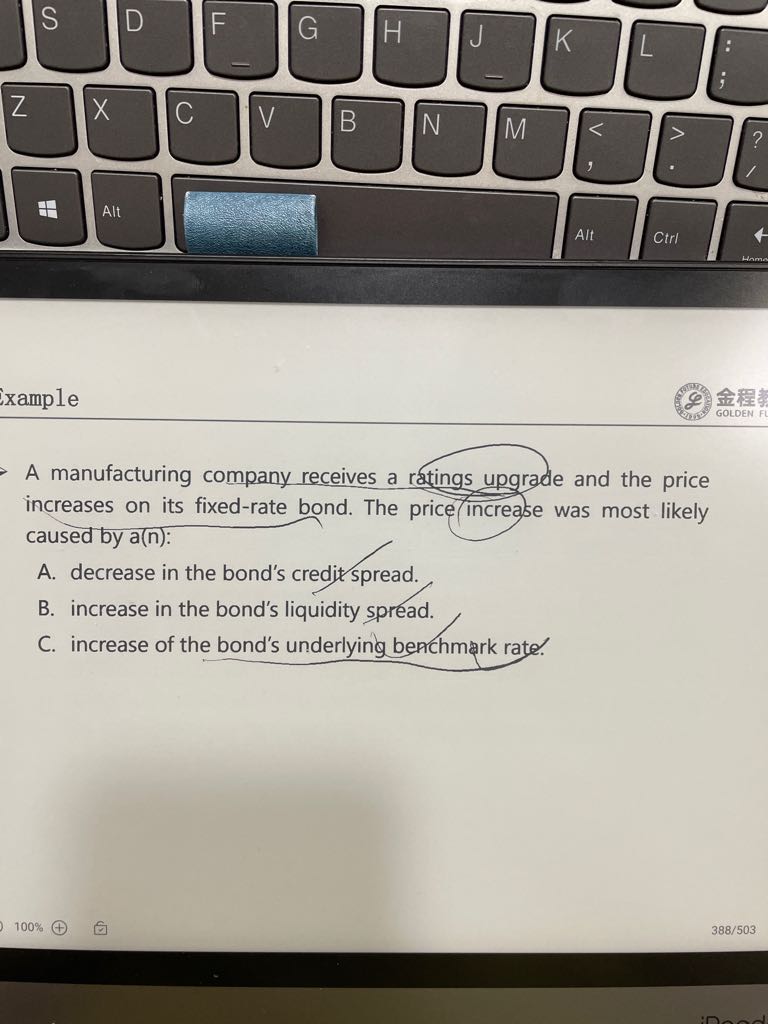 S D F G H J K L : ;
Z X C V B N M < , > . ? /
Alt Alt Ctrl
Example
金程
GOLDEN
A manufacturing company receives a ratings upgrade and the price
increases on its fixed-rate bond. The price increase was most likely
caused by a(n):
A. decrease in the bond's credit spread.
B. increase in the bond's liquidity spread.
C. increase of the bond's underlying benchmark rate.
100%
388/503